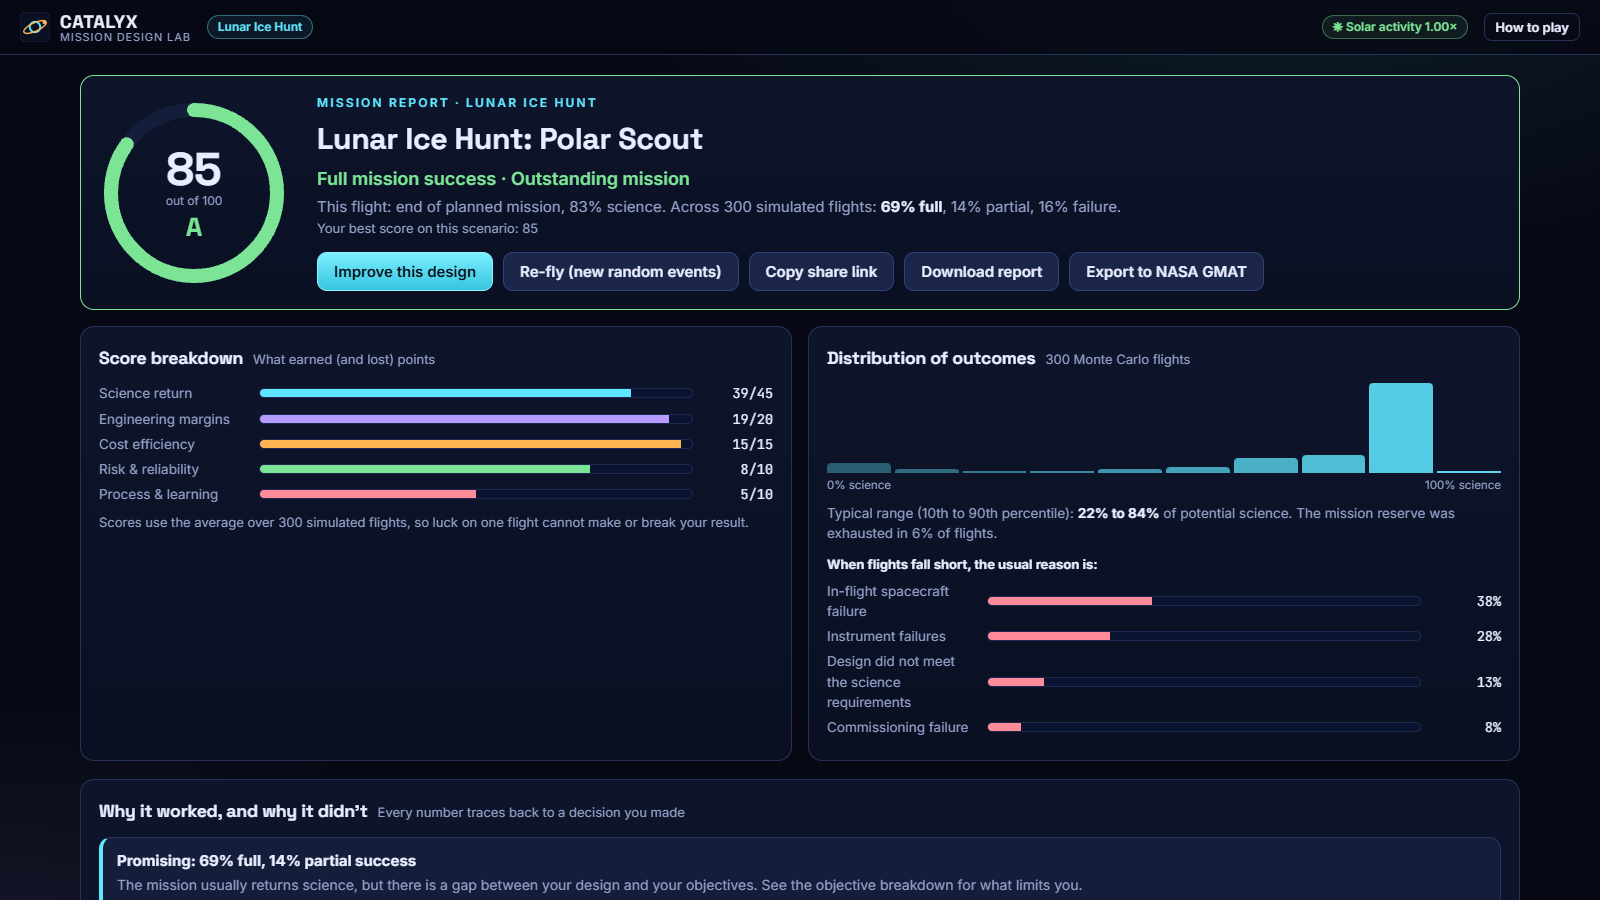 CATALYX
MISSION DESIGN LAB
Lunar Ice Hunt
☀ Solar activity 1.00×
How to play
MISSION REPORT · LUNAR ICE HUNT
Lunar Ice Hunt: Polar Scout
Full mission success · Outstanding mission
This flight: end of planned mission, 83% science. Across 300 simulated flights: 69% full, 14% partial, 16% failure.
Your best score on this scenario: 85
85
out of 100
A
Improve this design
Re-fly (new random events)
Copy share link
Download report
Export to NASA GMAT
Score breakdown What earned (and lost) points
Science return 39/45
Engineering margins 19/20
Cost efficiency 15/15
Risk & reliability 8/10
Process & learning 5/10
Scores use the average over 300 simulated flights, so luck on one flight cannot make or break your result.
Distribution of outcomes 300 Monte Carlo flights
0% science 100% science
Typical range (10th to 90th percentile): 22% to 84% of potential science. The mission reserve was
exhausted in 6% of flights.
When flights fall short, the usual reason is:
In-flight spacecraft
failure 38%
Instrument failures 28%
Design did not meet
the science 13%
requirements
Commissioning failure 8%
Why it worked, and why it didn't Every number traces back to a decision you made
Promising: 69% full, 14% partial success
The mission usually returns science, but there is a gap between your design and your objectives. See the objective breakdown for what limits you.